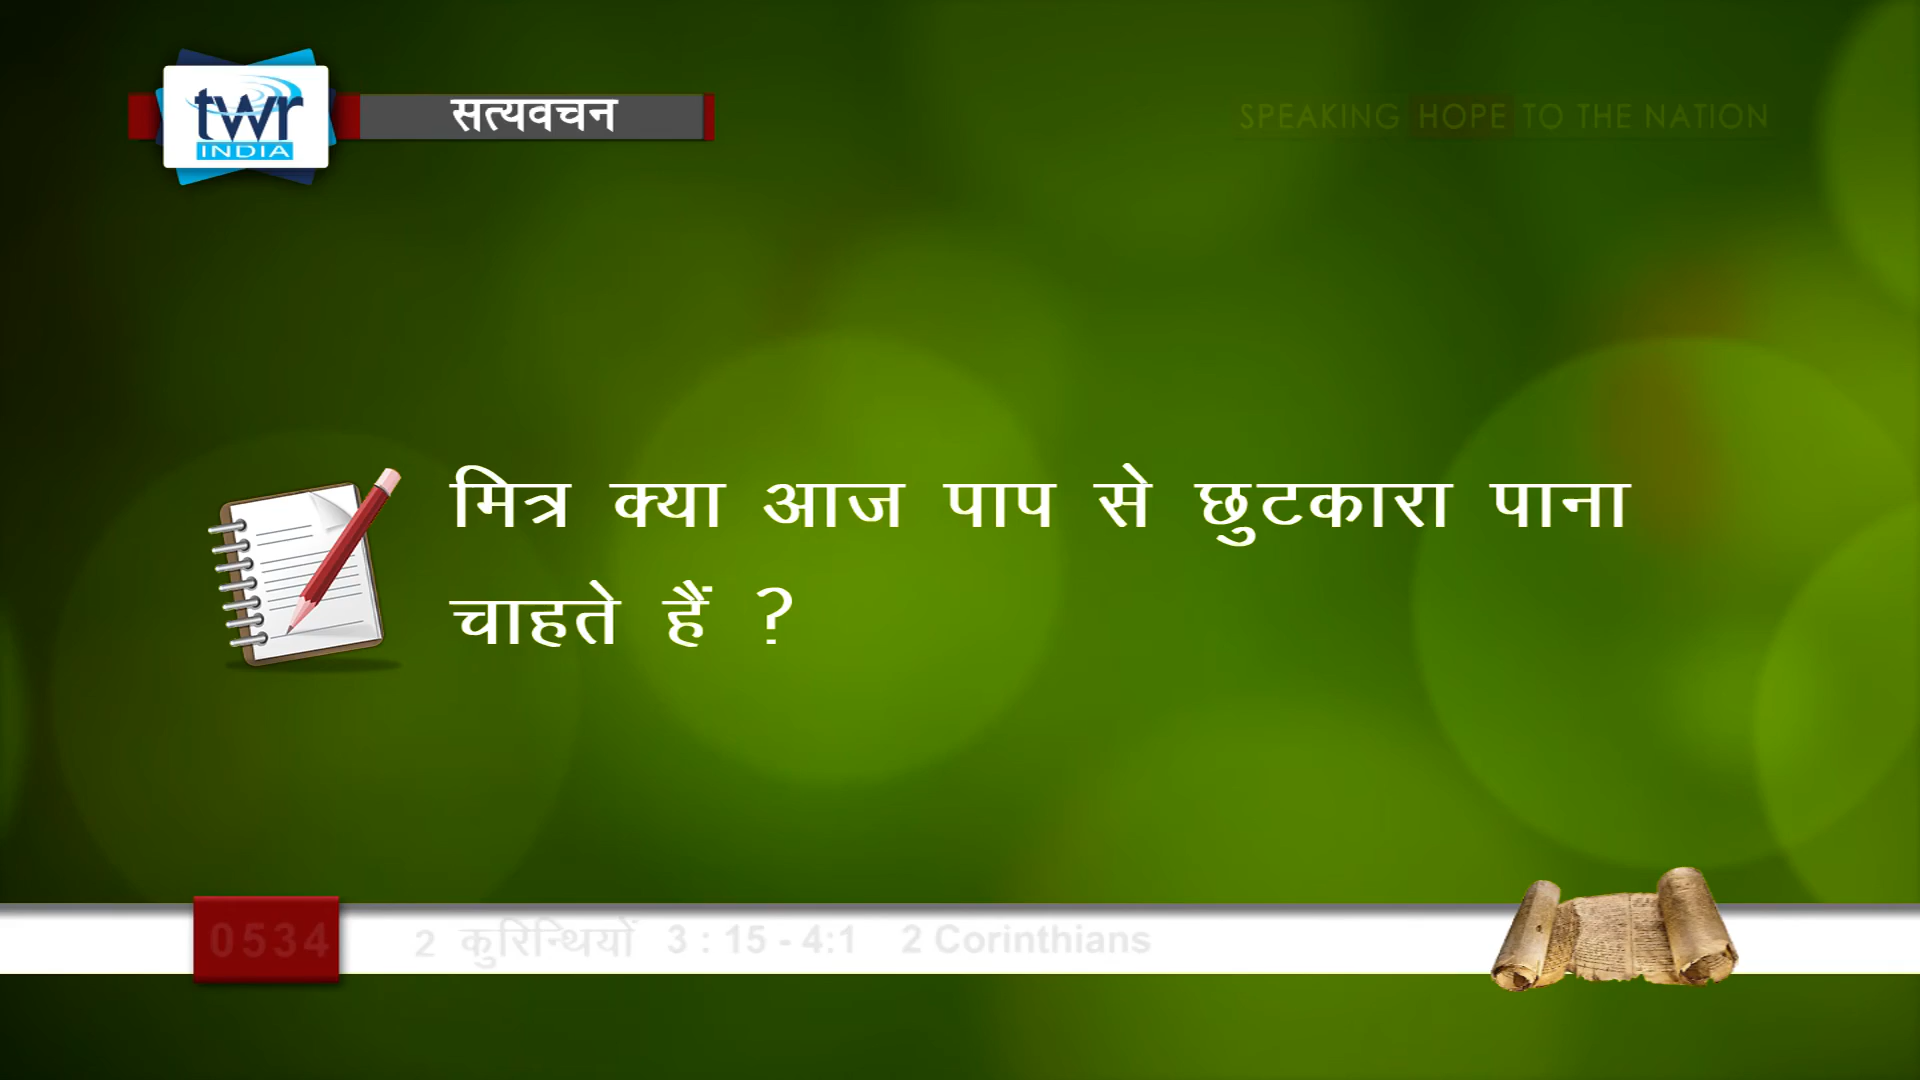 twr
INDIA
सत्यवचन
SPEAKING HOPE TO THE NATION
मित्र क्या आज पाप से छुटकारा पाना
चाहते हैं ?
0534
2 कुरिन्थियों 3 : 15 - 4:1 2 Corinthians